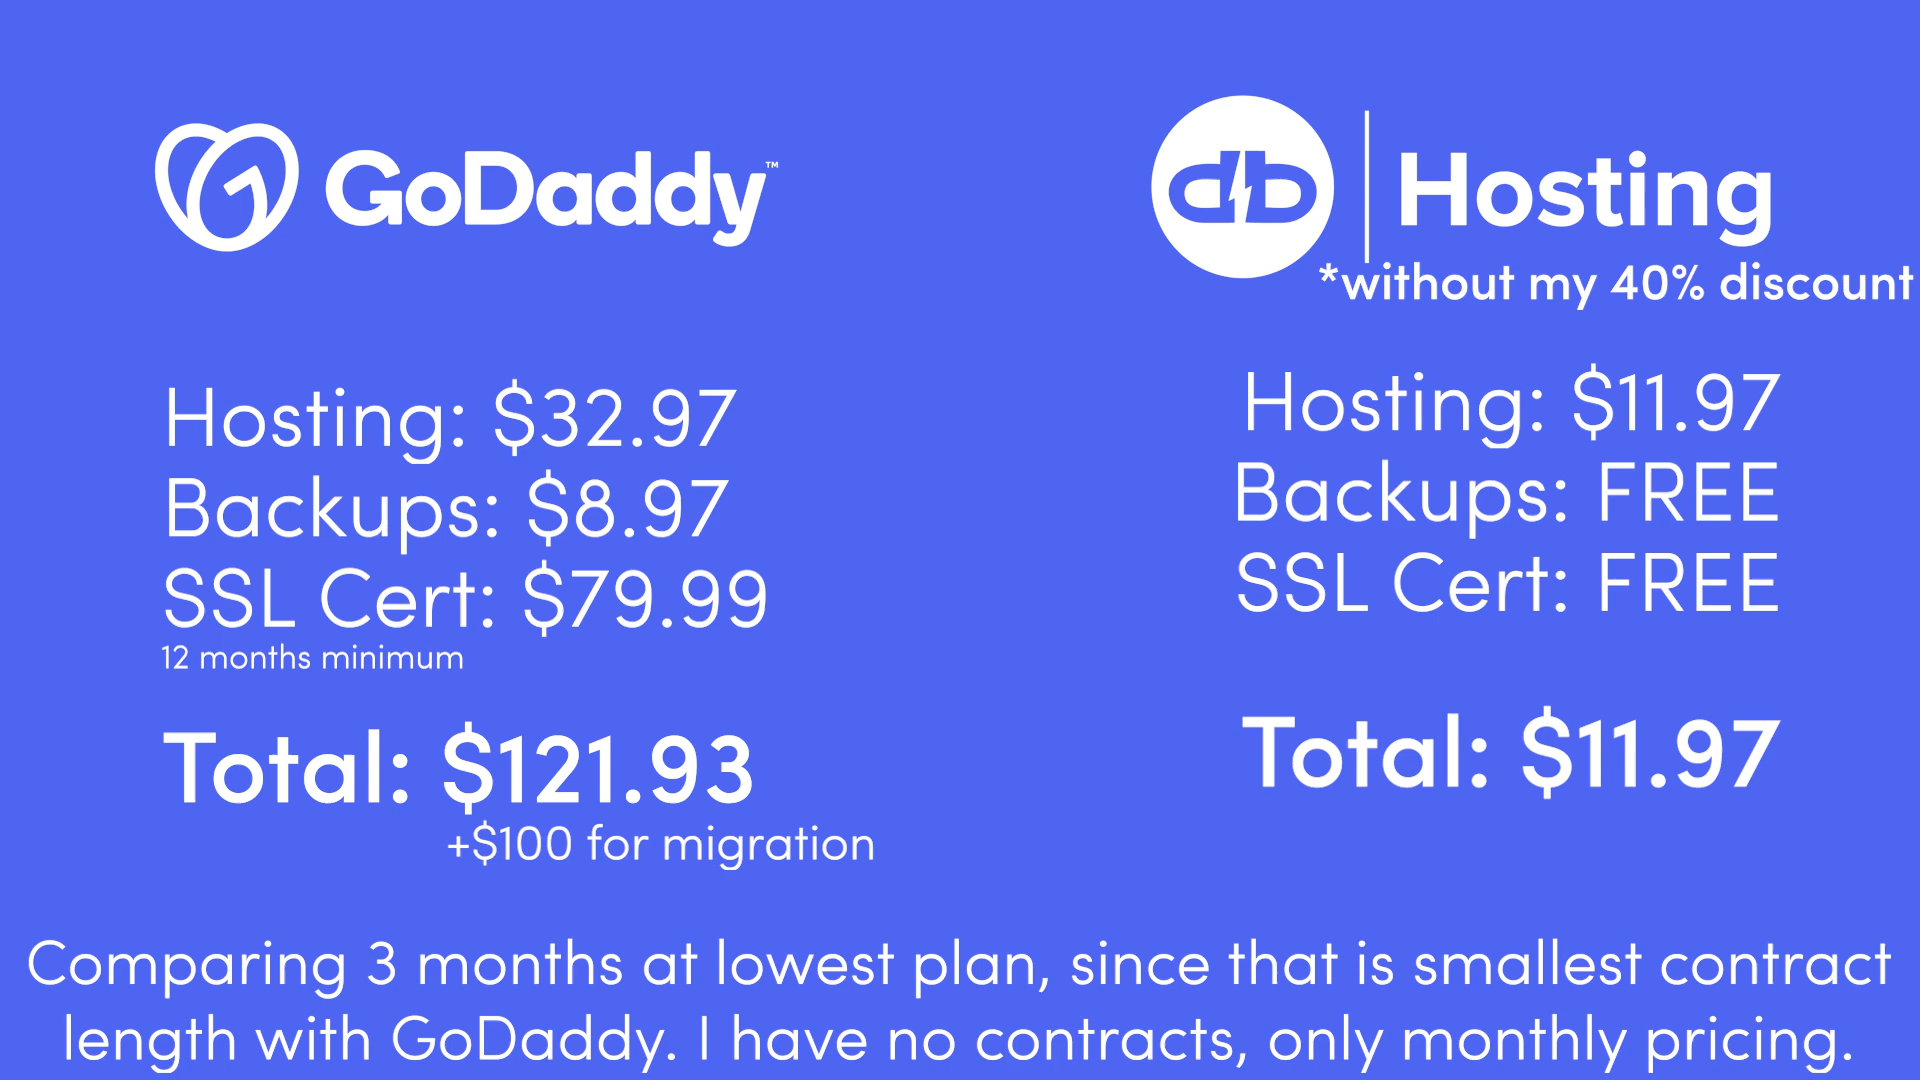 GoDaddy™
Hosting: $32.97
Backups: $8.97
SSL Cert: $79.99
12 months minimum
Total: $121.93
+$100 for migration
db Hosting
*without my 40% discount
Hosting: $11.97
Backups: FREE
SSL Cert: FREE
Total: $11.97
Comparing 3 months at lowest plan, since that is smallest contract
length with GoDaddy. I have no contracts, only monthly pricing.